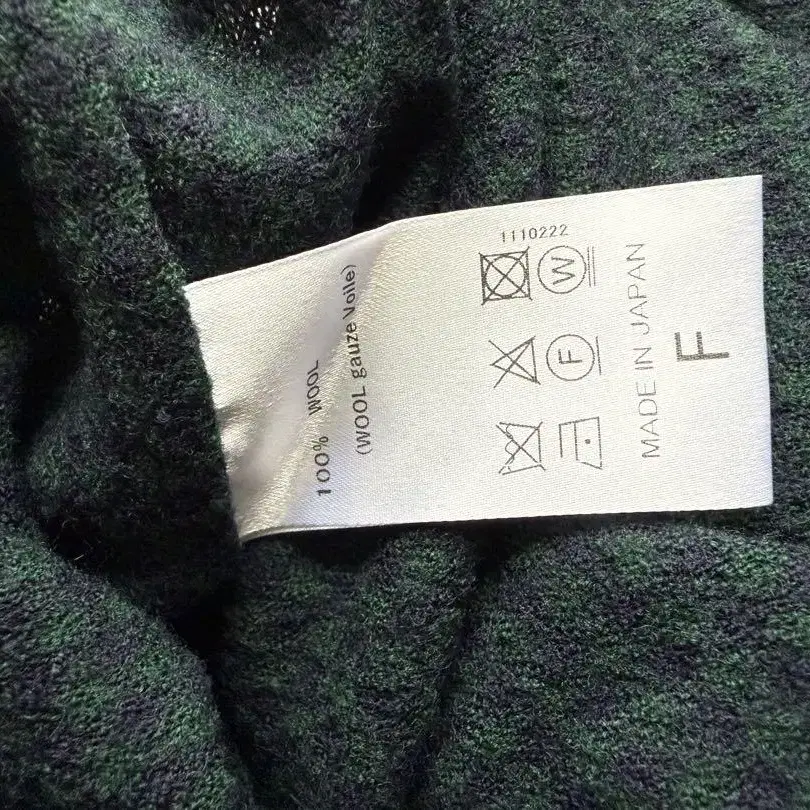 100% WOOL
(WOOL gauze Voile)
1110222
W
F
MADE IN JAPAN
F